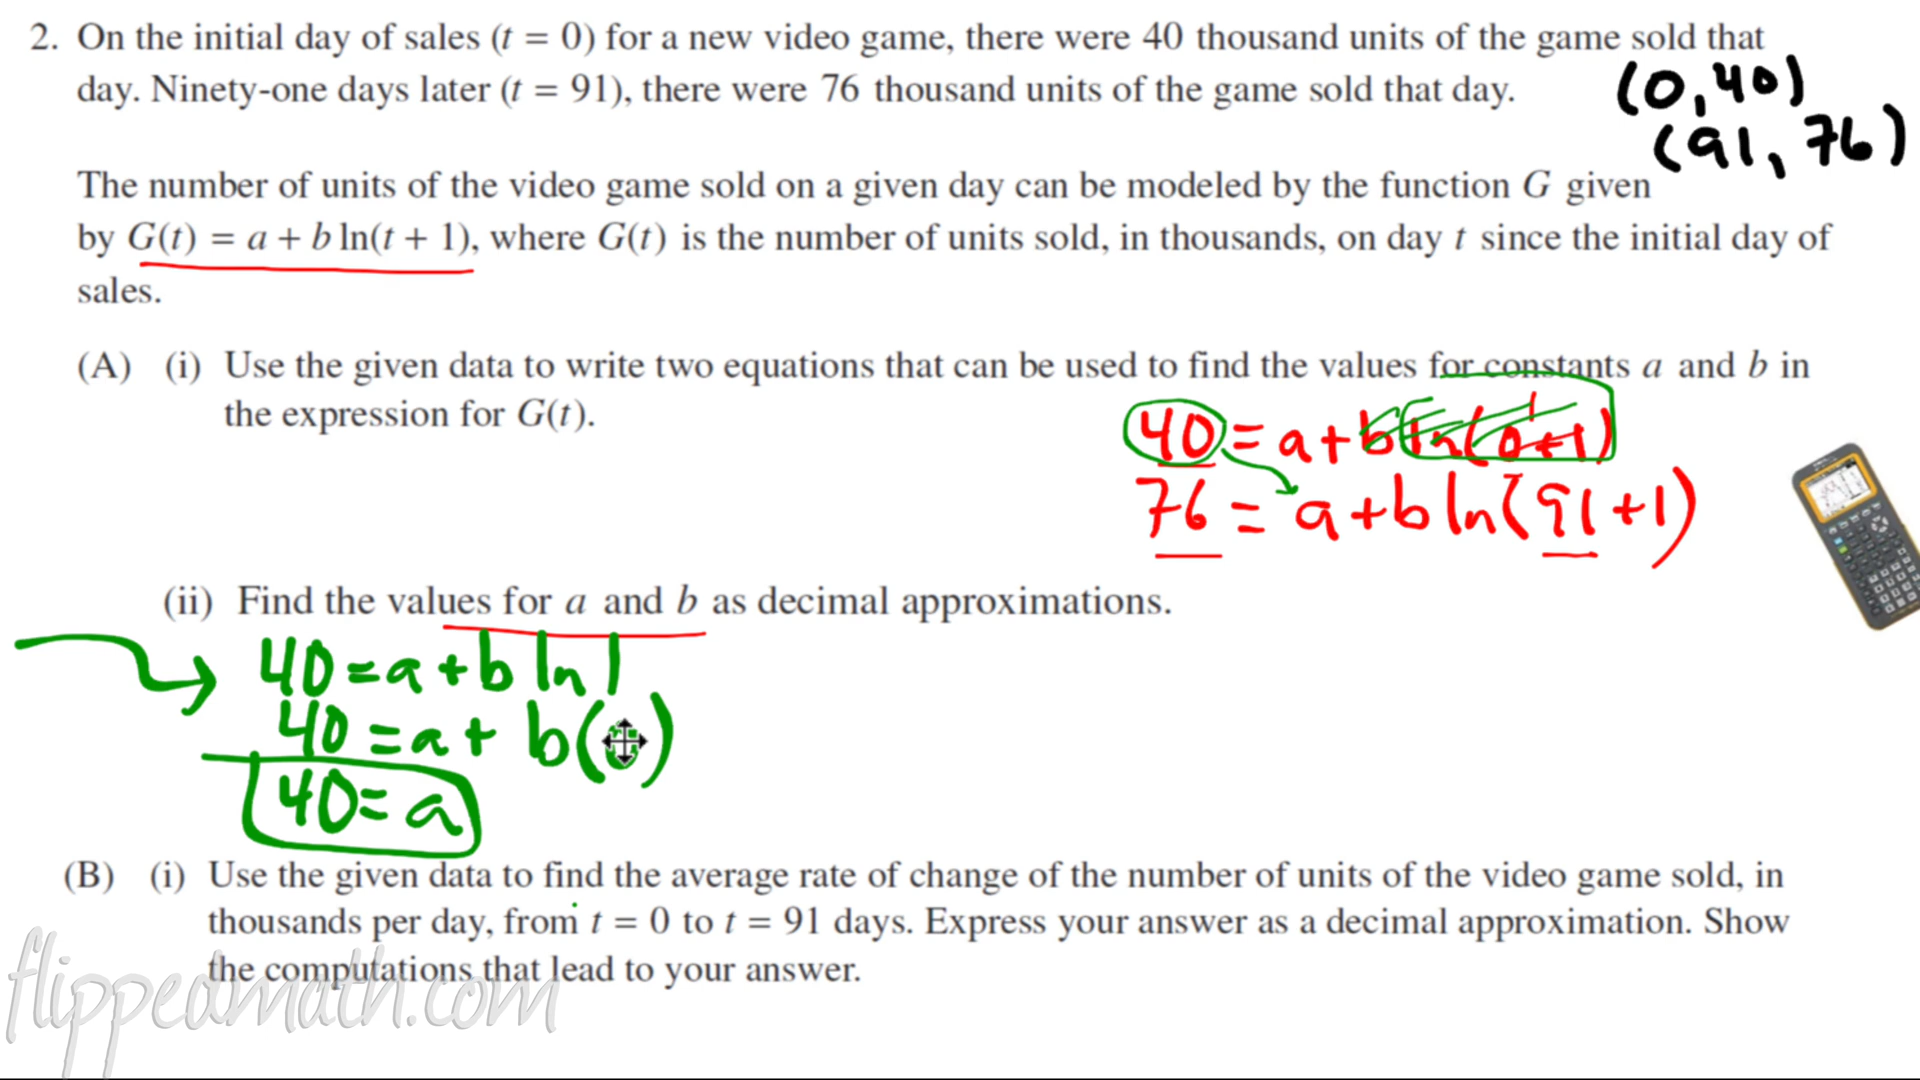 2. On the initial day of sales (t = 0) for a new video game, there were 40 thousand units of the game sold that
day. Ninety-one days later (t = 91), there were 76 thousand units of the game sold that day.
(0,40)
(91, 76)
The number of units of the video game sold on a given day can be modeled by the function G given
by G(t) = a + b ln(t + 1), where G(t) is the number of units sold, in thousands, on day t since the initial day of
sales.
(A) (i) Use the given data to write two equations that can be used to find the values for constants a and b in
the expression for G(t).
40 = a+b ln(0+1)
76 = a+b ln(91+1)
(ii) Find the values for a and b as decimal approximations.
40=a+b ln 1
40=a+ b(0)
40=a
(B) (i) Use the given data to find the average rate of change of the number of units of the video game sold, in
thousands per day, from t = 0 to t = 91 days. Express your answer as a decimal approximation. Show
the computations that lead to your answer.
flippedmath.com